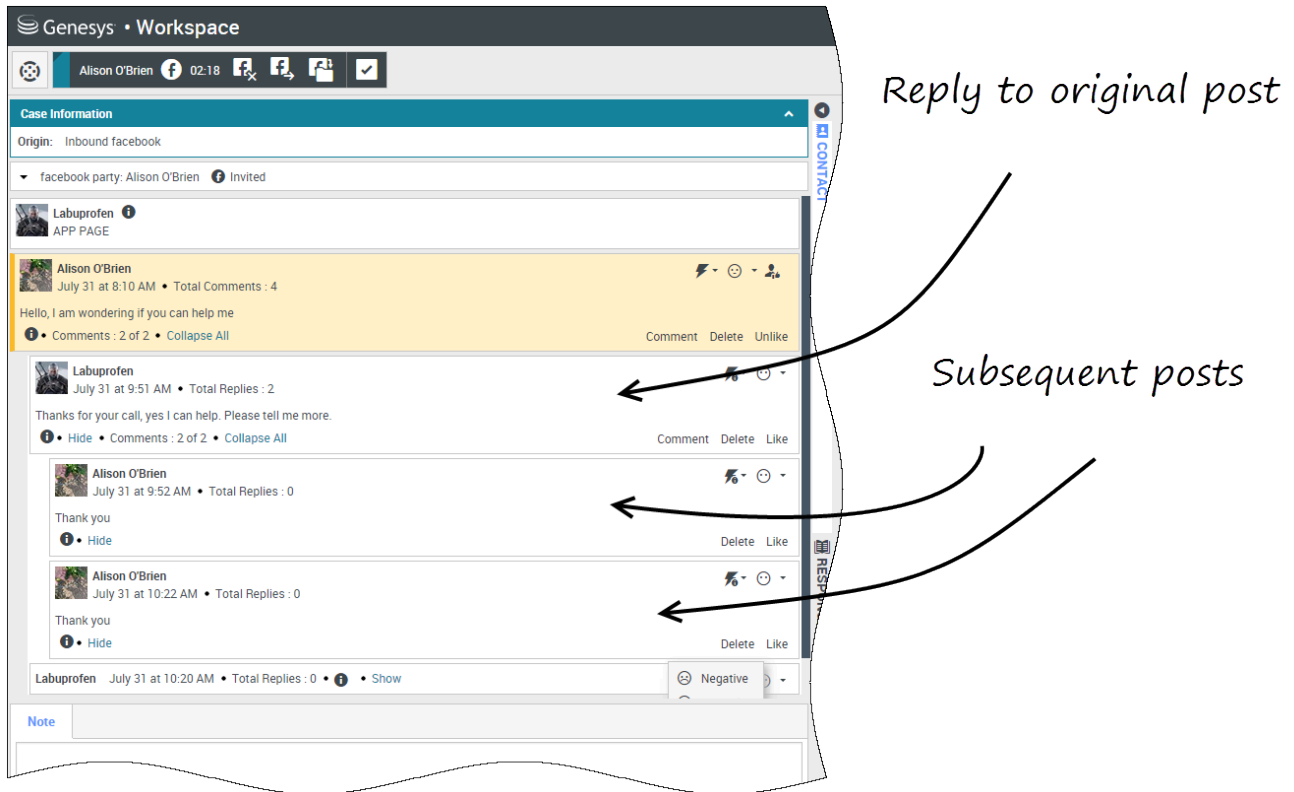 Genesys • Workspace
Alison O'Brien 02:18
Reply to original post
Case Information
Origin: Inbound facebook
CONTACT
facebook party: Alison O'Brien Invited
Labuprofen
APP PAGE
Alison O'Brien
July 31 at 8:10 AM • Total Comments : 4
Hello, I am wondering if you can help me
• Comments : 2 of 2 • Collapse All Comment Delete Unlike
Subsequent posts
Labuprofen
July 31 at 9:51 AM • Total Replies : 2
Thanks for your call, yes I can help. Please tell me more.
• Hide • Comments : 2 of 2 • Collapse All Comment Delete Like
Alison O'Brien
July 31 at 9:52 AM • Total Replies : 0
Thank you
• Hide Delete Like
Alison O'Brien
July 31 at 10:22 AM • Total Replies : 0
Thank you
• Hide Delete Like
Labuprofen July 31 at 10:20 AM • Total Replies : 0 • • Show
Negative
Note